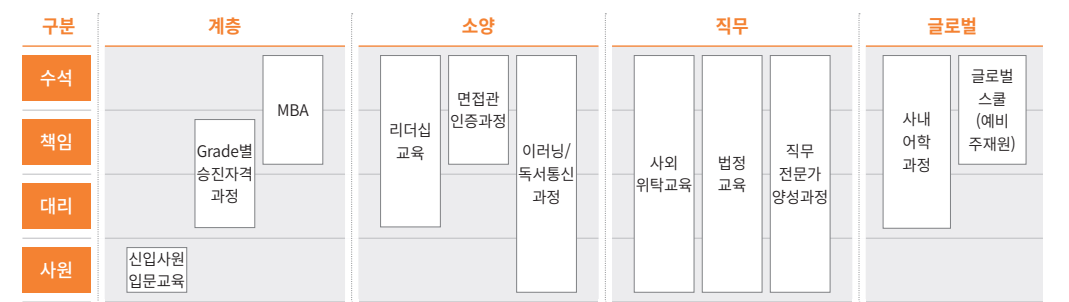 구분
계층
소양
직무
글로벌
수석
책임
대리
사원
MBA
Grade별
승진자격
과정
신입사원
입문교육
리더십
교육
면접관
인증과정
이러닝/
독서통신
과정
사외
위탁교육
법정
교육
직무
전문가
양성과정
사내
어학
과정
글로벌
스쿨
(예비
주재원)